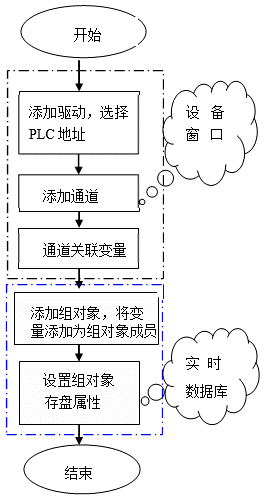 开始
添加驱动，选择
PLC 地址
设 备
窗 口
添加通道
通道关联变量
添加组对象，将变
量添加为组对象成员
实 时
数据库
设置组对象
存盘属性
结束